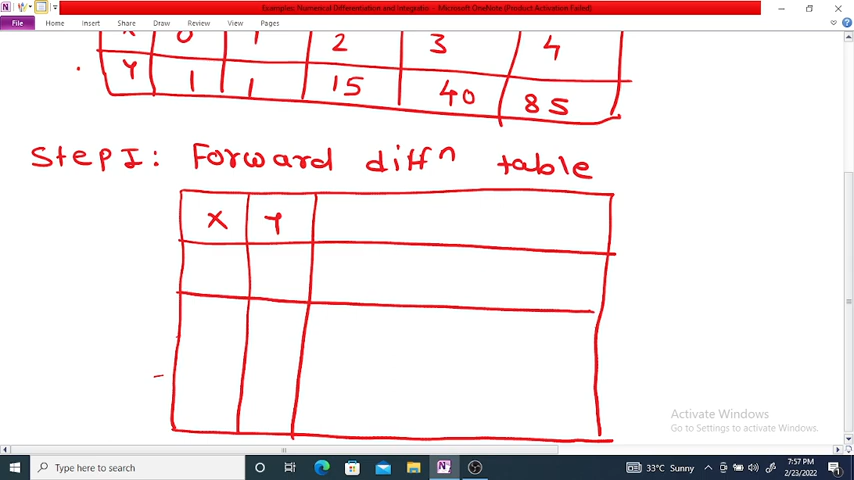 Examples: Numerical Differentiation and Integratin - Microsoft OneNote (Product Activation Failed)
File Home Insert Share Draw Review View Pages
X 0 1 2 3 4
Y 1 1 15 40 85
Step I: Forward diffn table
X Y
Activate Windows
Go to Settings to activate Windows.
Type here to search
33°C Sunny
7:57 PM
2/23/2022